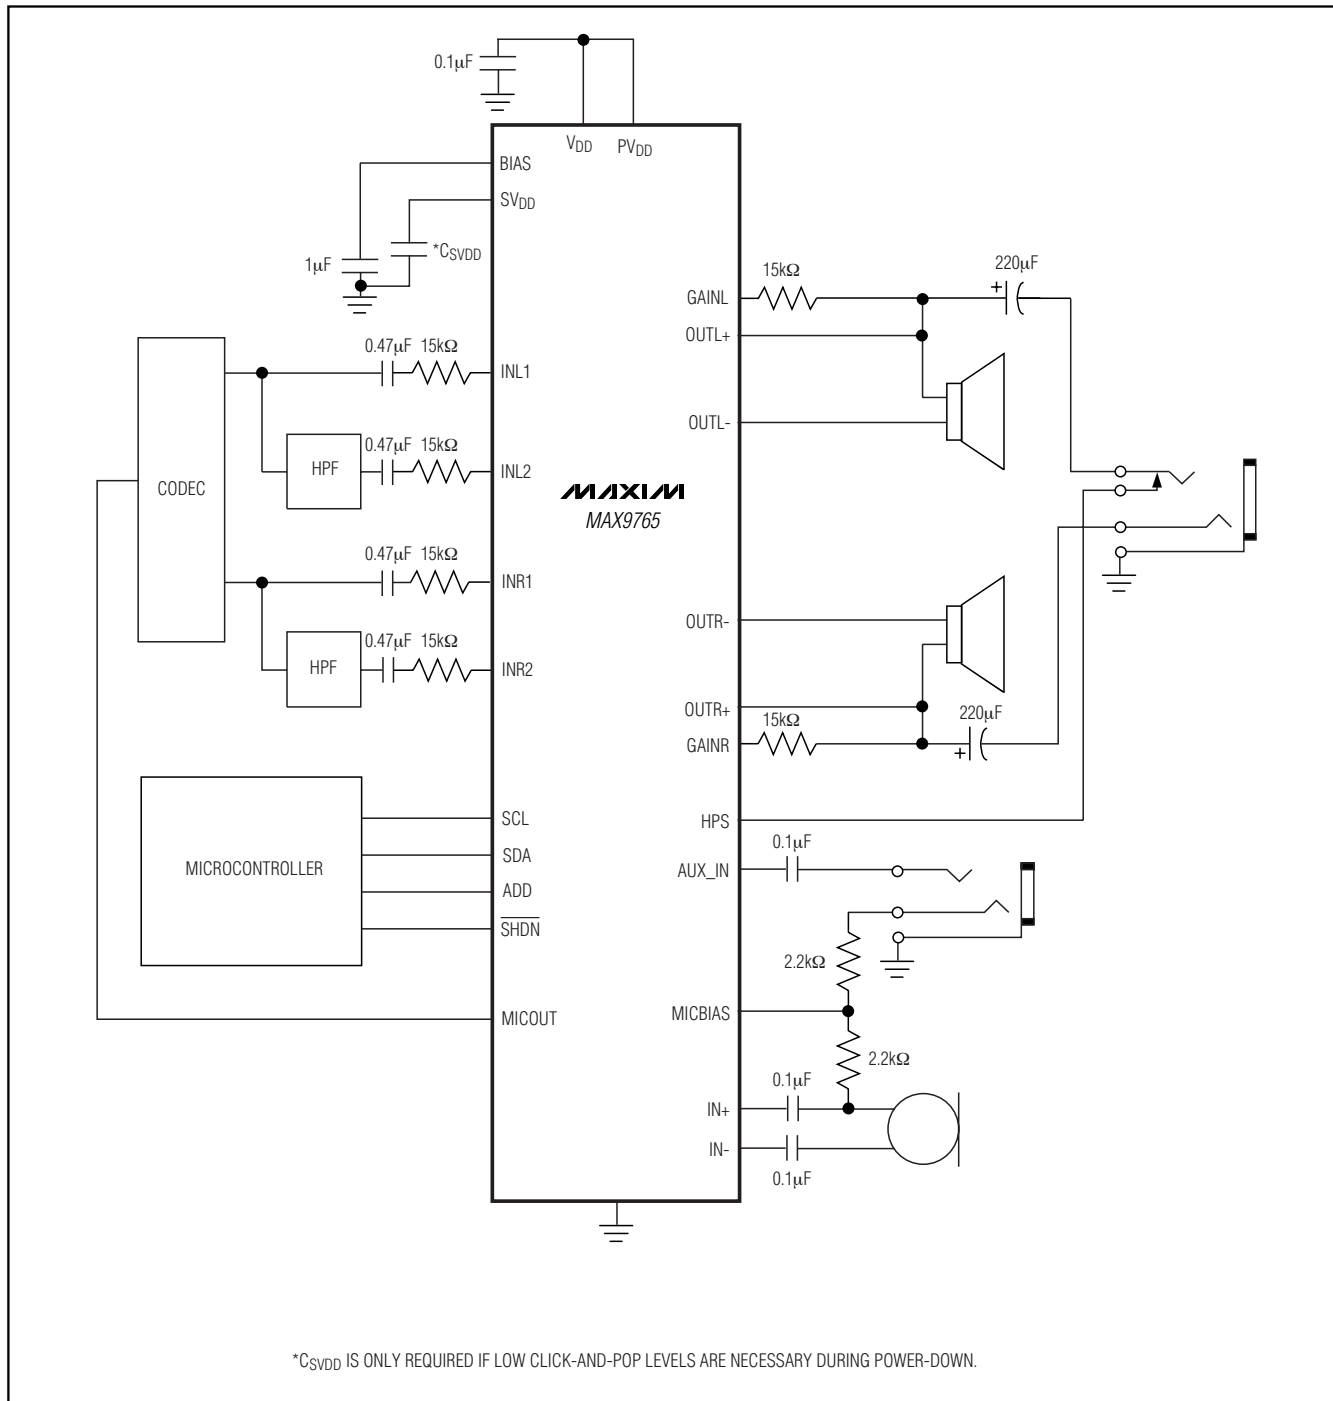 0.1μF
VDD PVDD
BIAS
SVDD
*CSVDD
1μF
15kΩ
220μF
GAINL
OUTL+
0.47μF 15kΩ
INL1
OUTL-
0.47μF 15kΩ
HPF
INL2
CODEC
MAXIM
MAX9765
0.47μF 15kΩ
INR1
OUTR-
0.47μF 15kΩ
HPF
INR2
OUTR+
15kΩ
220μF
GAINR
SCL
HPS
SDA
0.1μF
MICROCONTROLLER
AUX_IN
ADD
SHDN
2.2kΩ
MICOUT
MICBIAS
2.2kΩ
0.1μF
IN+
IN-
0.1μF
*CSVDD IS ONLY REQUIRED IF LOW CLICK-AND-POP LEVELS ARE NECESSARY DURING POWER-DOWN.